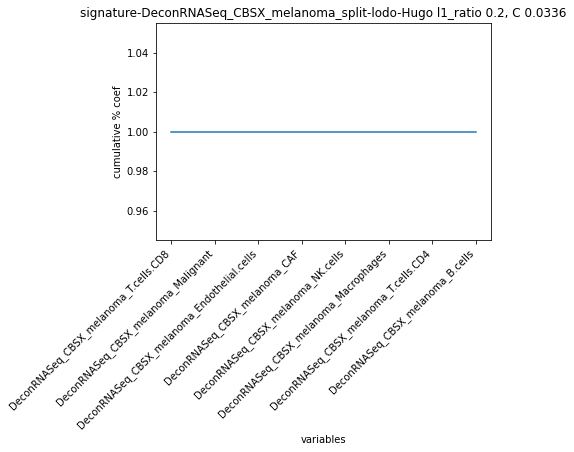 signature-DeconRNASeq_CBSX_melanoma_split-lodo-Hugo l1_ratio 0.2, C 0.0336
cumulative % coef
1.04
1.02
1.00
0.98
0.96
DeconRNASeq_CBSX_melanoma_T.cells.CD8
DeconRNASeq_CBSX_melanoma_Malignant
DeconRNASeq_CBSX_melanoma_Endothelial.cells
DeconRNASeq_CBSX_melanoma_CAF
DeconRNASeq_CBSX_melanoma_NK.cells
DeconRNASeq_CBSX_melanoma_Macrophages
DeconRNASeq_CBSX_melanoma_T.cells.CD4
DeconRNASeq_CBSX_melanoma_B.cells
variables